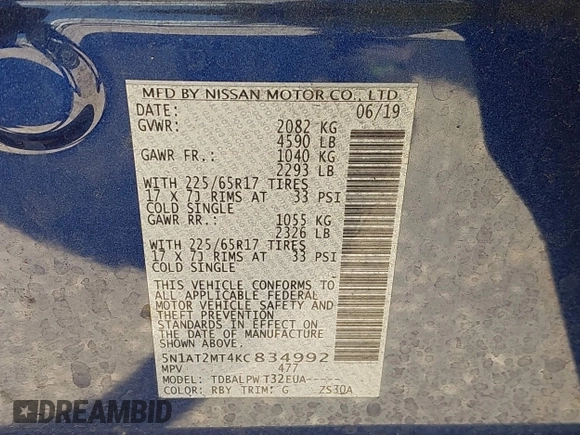 MFD BY NISSAN MOTOR CO., LTD.
DATE: 06/19
GVWR: 2082 KG
4590 LB
GAWR FR.: 1040 KG
2293 LB
WITH 225/65R17 TIRES
17 X 7J RIMS AT 33 PSI
COLD SINGLE
GAWR RR.: 1055 KG
2326 LB
WITH 225/65R17 TIRES
17 X 7J RIMS AT 33 PSI
COLD SINGLE
THIS VEHICLE CONFORMS TO
ALL APPLICABLE FEDERAL
MOTOR VEHICLE SAFETY AND
THEFT PREVENTION
STANDARDS IN EFFECT ON THE
DATE OF MANUFACTURE
SHOWN ABOVE.
5N1AT2MT4KC834992
MPV 477
MODEL: TDBALPW T32EUA-----
COLOR: RBY TRIM: G ZS30A
DREAMBID